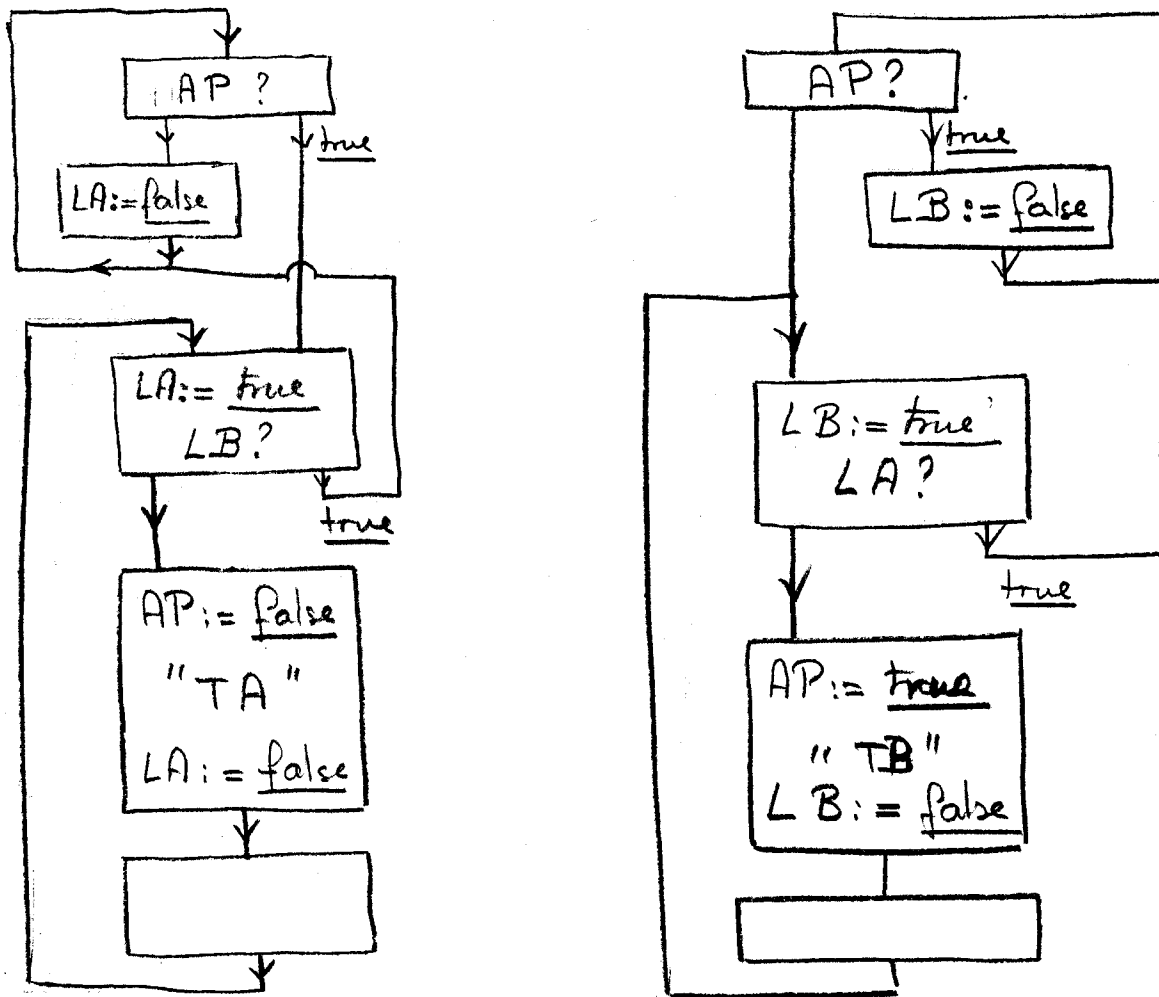 AP ?
true
LA:=false
LA:= true
LB?
true
AP:= false
"TA"
LA:= false
AP?
true
LB:= false
LB:= true
LA?
true
AP:= true
"TB"
LB:= false